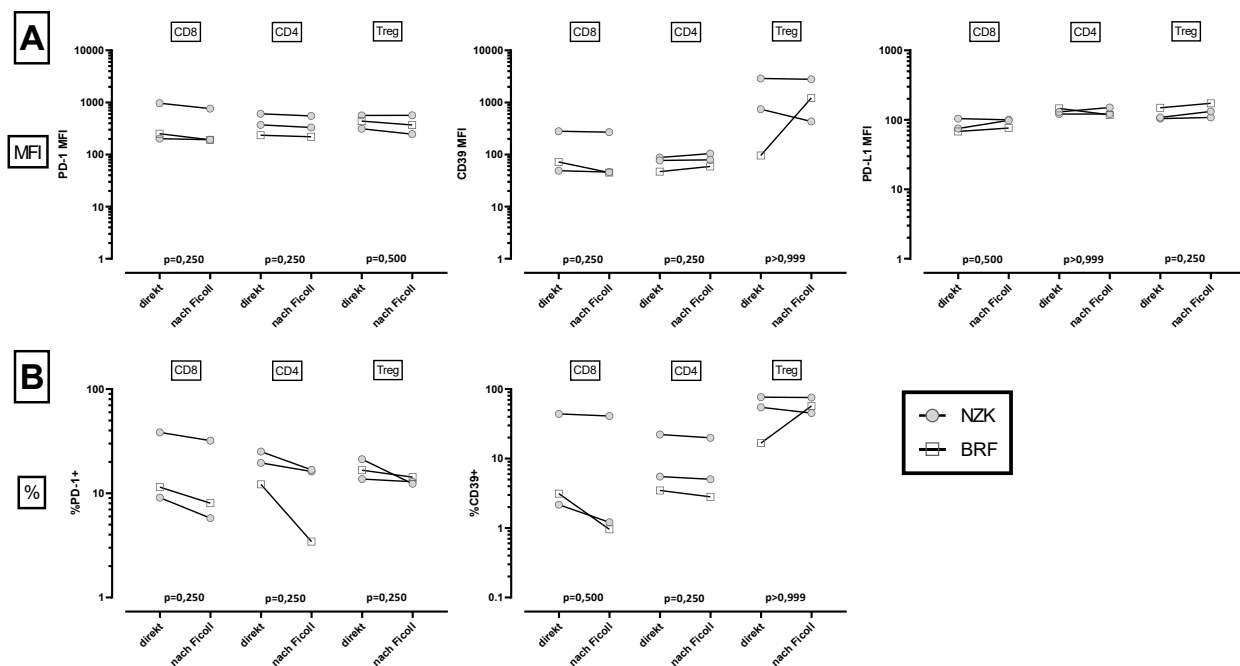 A
MFI
CD8 CD4 Treg
PD-1 MFI
10000
1000
100
10
1
p=0,250 p=0,250 p=0,500
direkt nach Ficoll direkt nach Ficoll direkt nach Ficoll
CD8 CD4 Treg
CD39 MFI
10000
1000
100
10
1
p=0,250 p=0,250 p>0,999
direkt nach Ficoll direkt nach Ficoll direkt nach Ficoll
CD8 CD4 Treg
PD-L1 MFI
1000
100
10
1
p=0,500 p>0,999 p=0,250
direkt nach Ficoll direkt nach Ficoll direkt nach Ficoll
B
%
CD8 CD4 Treg
%PD-1+
100
10
1
p=0,250 p=0,250 p=0,250
direkt nach Ficoll direkt nach Ficoll direkt nach Ficoll
CD8 CD4 Treg
%CD39+
100
10
1
0.1
p=0,500 p=0,250 p>0,999
direkt nach Ficoll direkt nach Ficoll direkt nach Ficoll
NZK
BRF